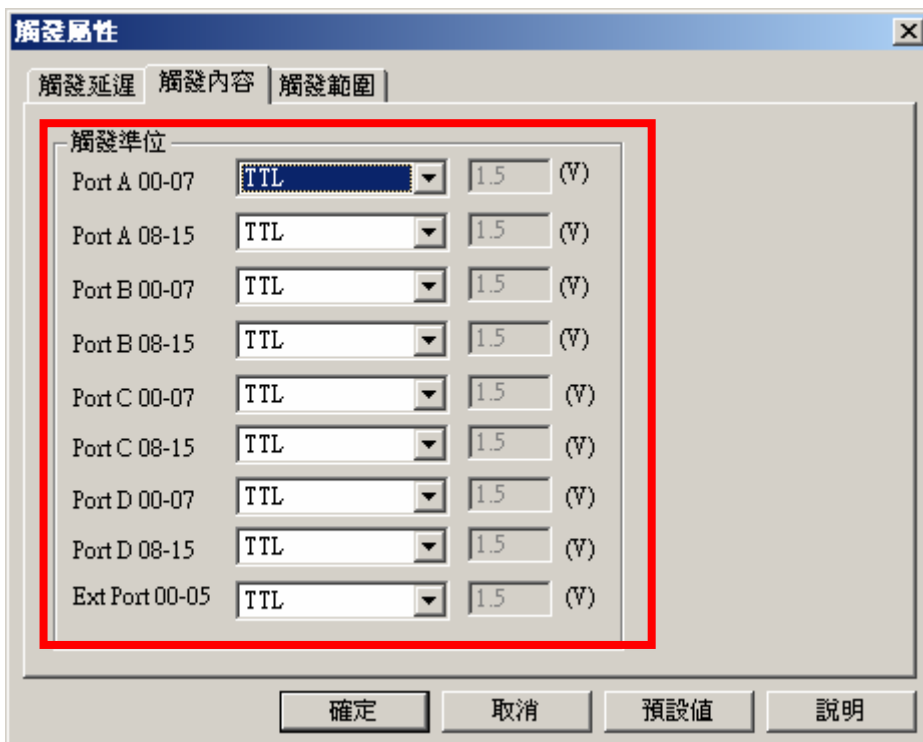 觸發屬性
觸發延遲 觸發內容 觸發範圍
觸發準位
Port A 00-07 TTL 1.5 (V)
Port A 08-15 TTL 1.5 (V)
Port B 00-07 TTL 1.5 (V)
Port B 08-15 TTL 1.5 (V)
Port C 00-07 TTL 1.5 (V)
Port C 08-15 TTL 1.5 (V)
Port D 00-07 TTL 1.5 (V)
Port D 08-15 TTL 1.5 (V)
Ext Port 00-05 TTL 1.5 (V)
確定 取消 預設値 說明